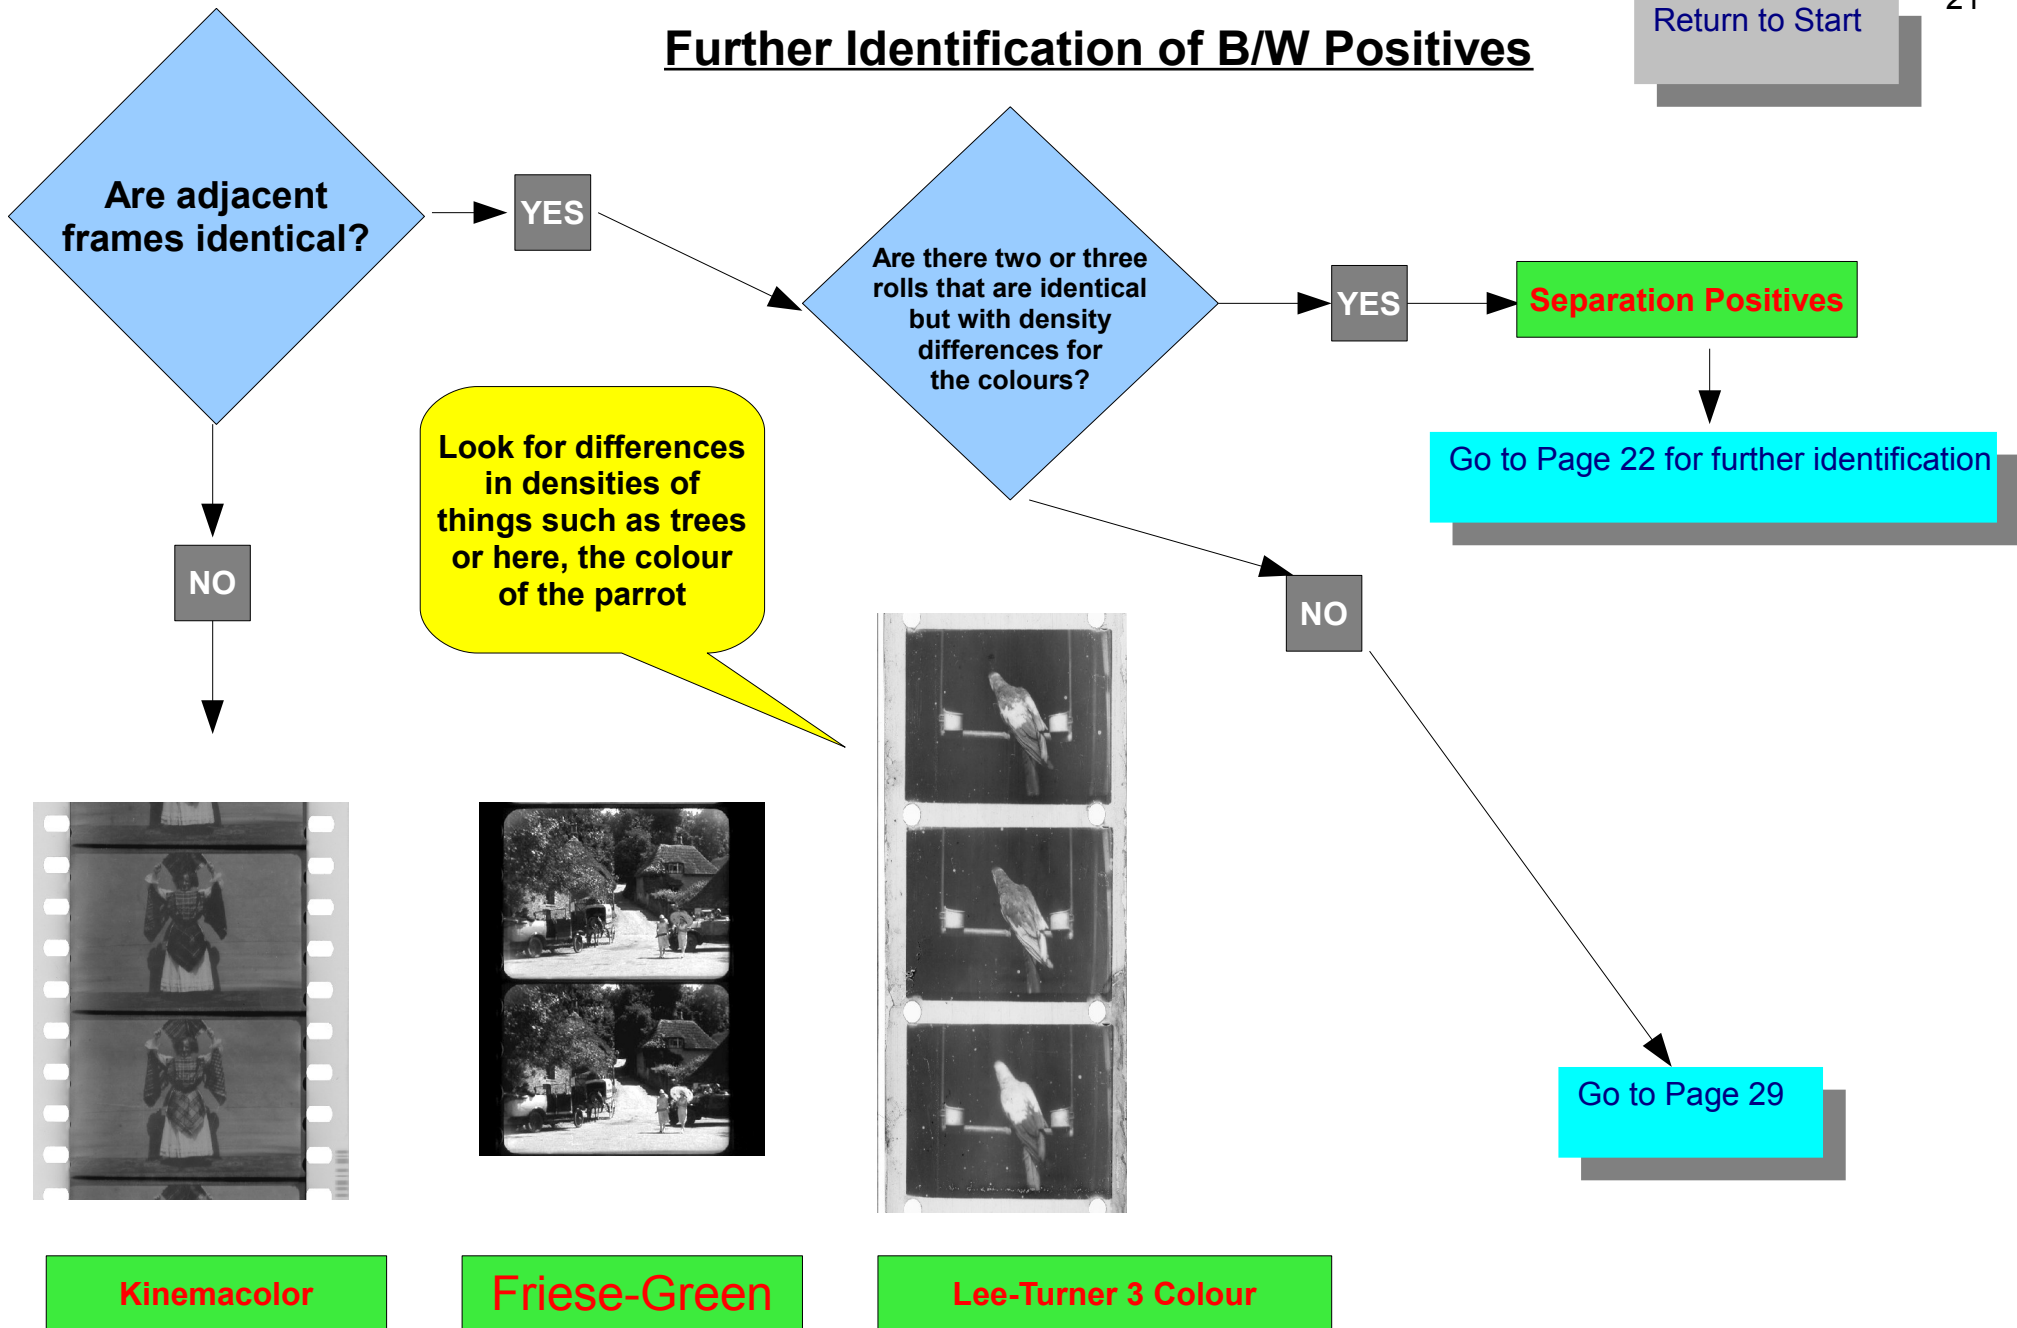 21
Return to Start
Further Identification of B/W Positives
Are adjacent
frames identical?
YES
Are there two or three
rolls that are identical
but with density
differences for
the colours?
YES
Separation Positives
Go to Page 22 for further identification
Look for differences
in densities of
things such as trees
or here, the colour
of the parrot
NO
NO
Go to Page 29
Kinemacolor
Friese-Green
Lee-Turner 3 Colour